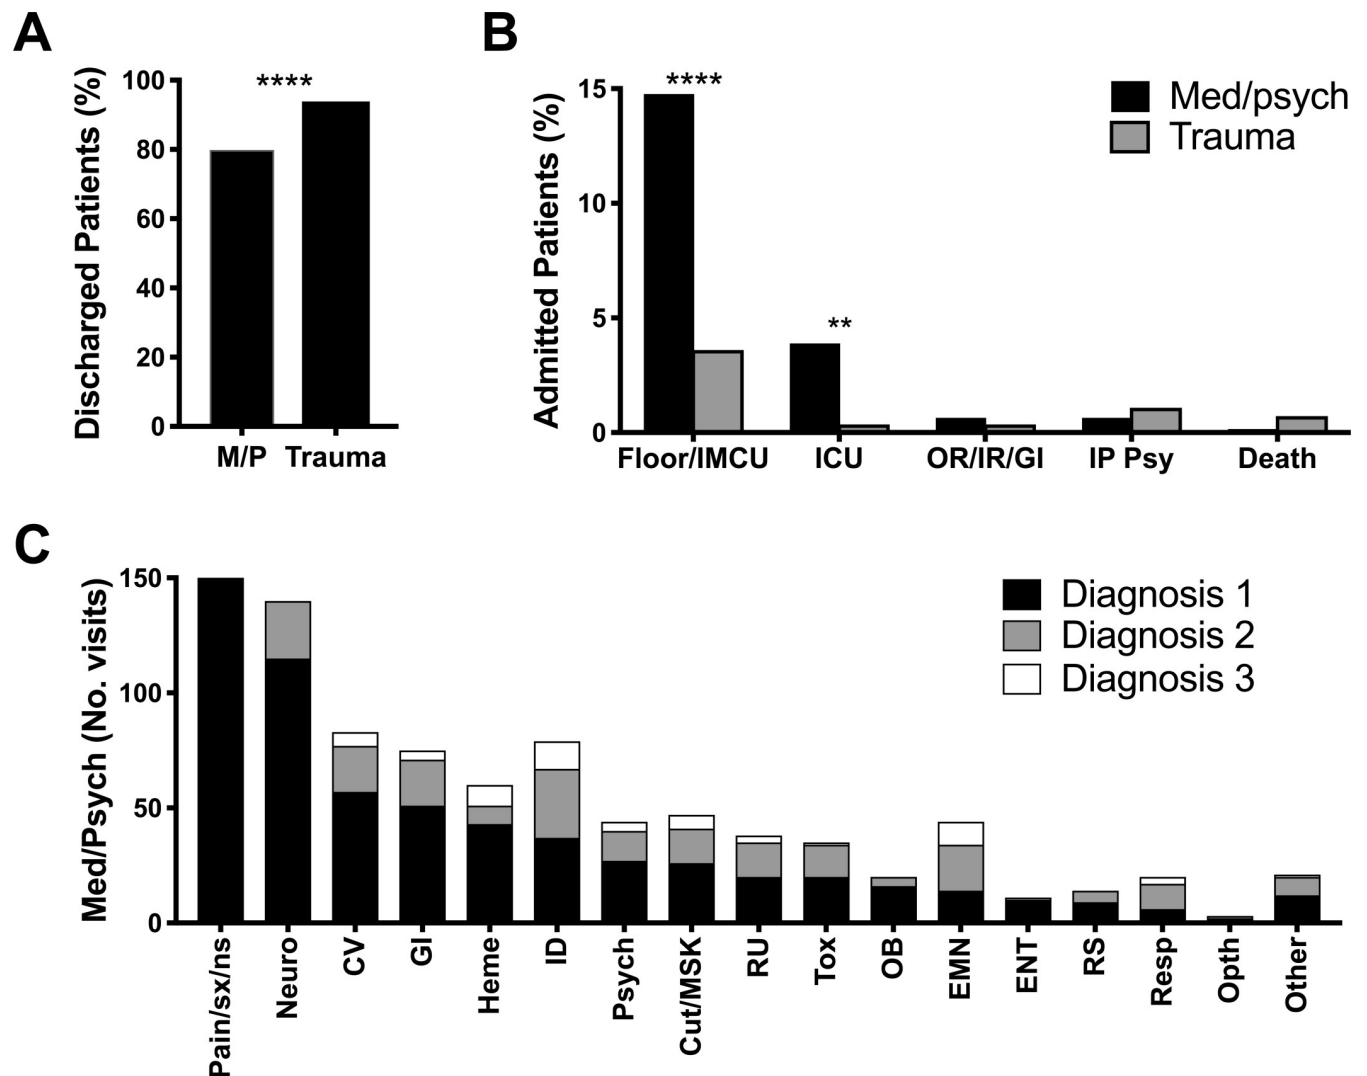 A
Discharged Patients (%)
100
80
60
40
20
0
****
M/P Trauma
B
Admitted Patients (%)
15
10
5
0
****
**
Floor/IMCU ICU OR/IR/GI IP Psy Death
Med/psych
Trauma
C
Med/Psych (No. visits)
150
100
50
0
Diagnosis 1
Diagnosis 2
Diagnosis 3
Pain/sx/ns
Neuro
CV
GI
Heme
ID
Psych
Cut/MSK
RU
Tox
OB
EMN
ENT
RS
Resp
Opth
Other